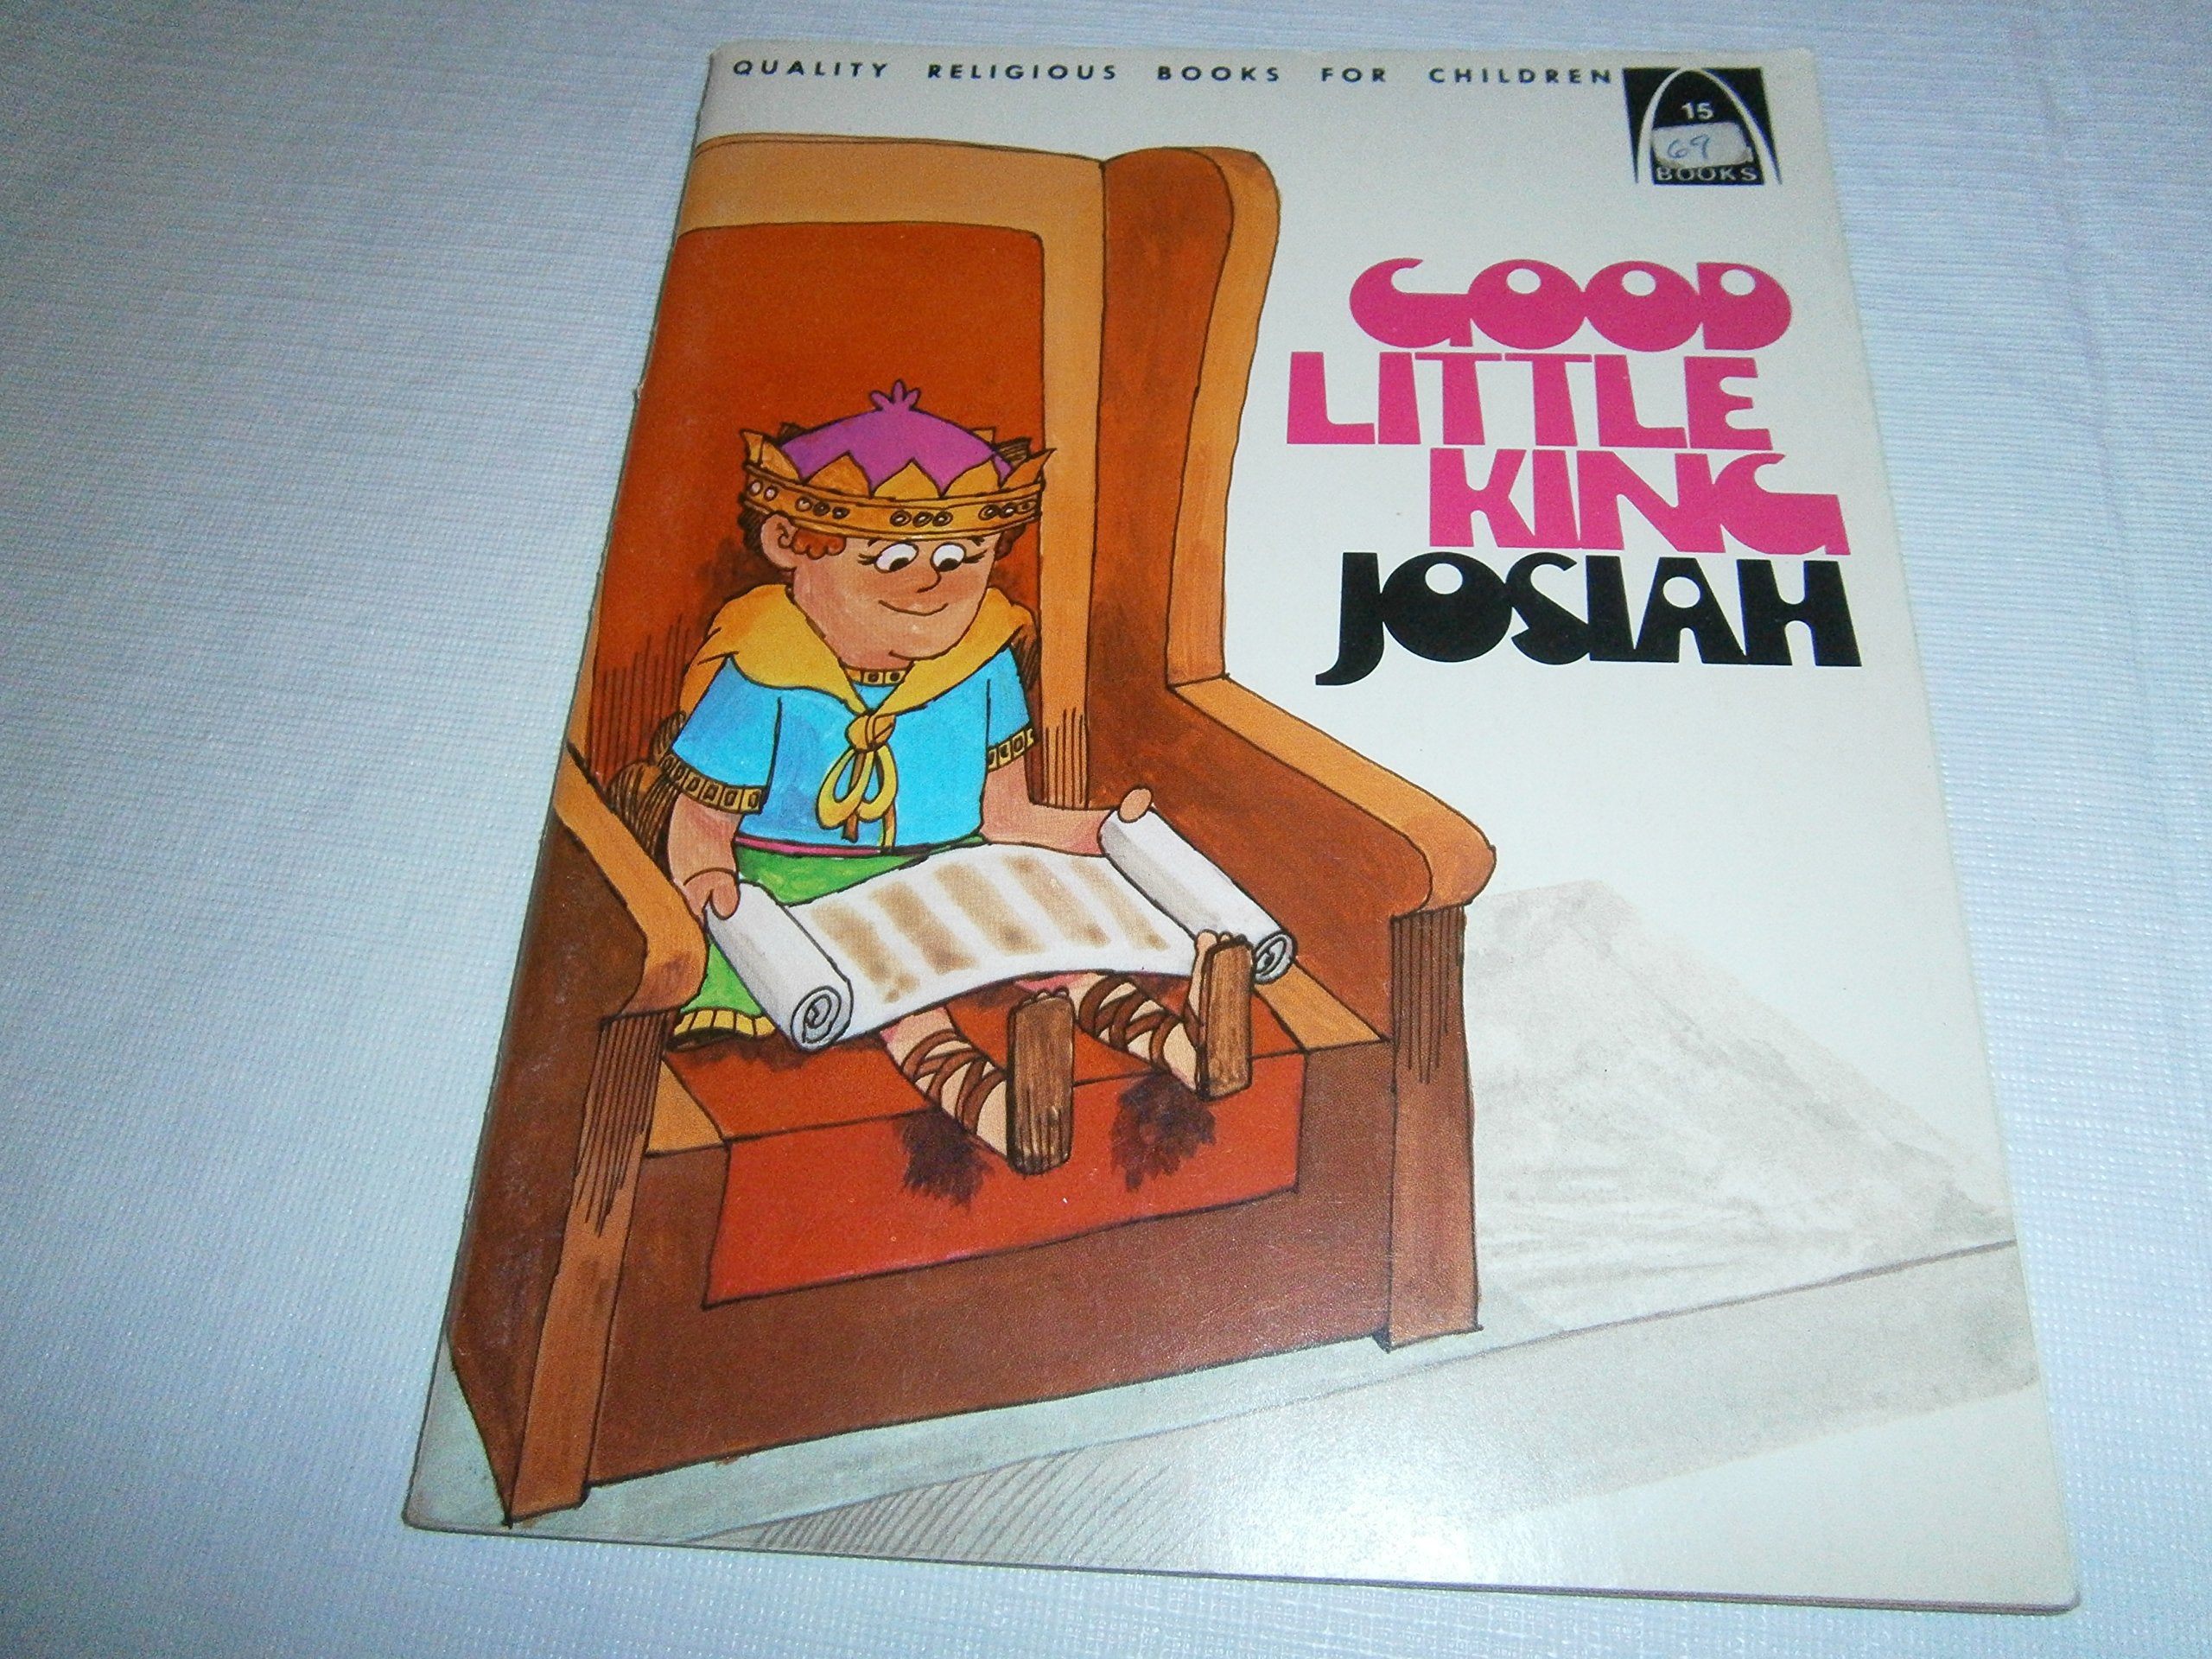 QUALITY RELIGIOUS BOOKS FOR CHILDREN
15
69
BOOKS
GOOD
LITTLE
KING
JOSIAH